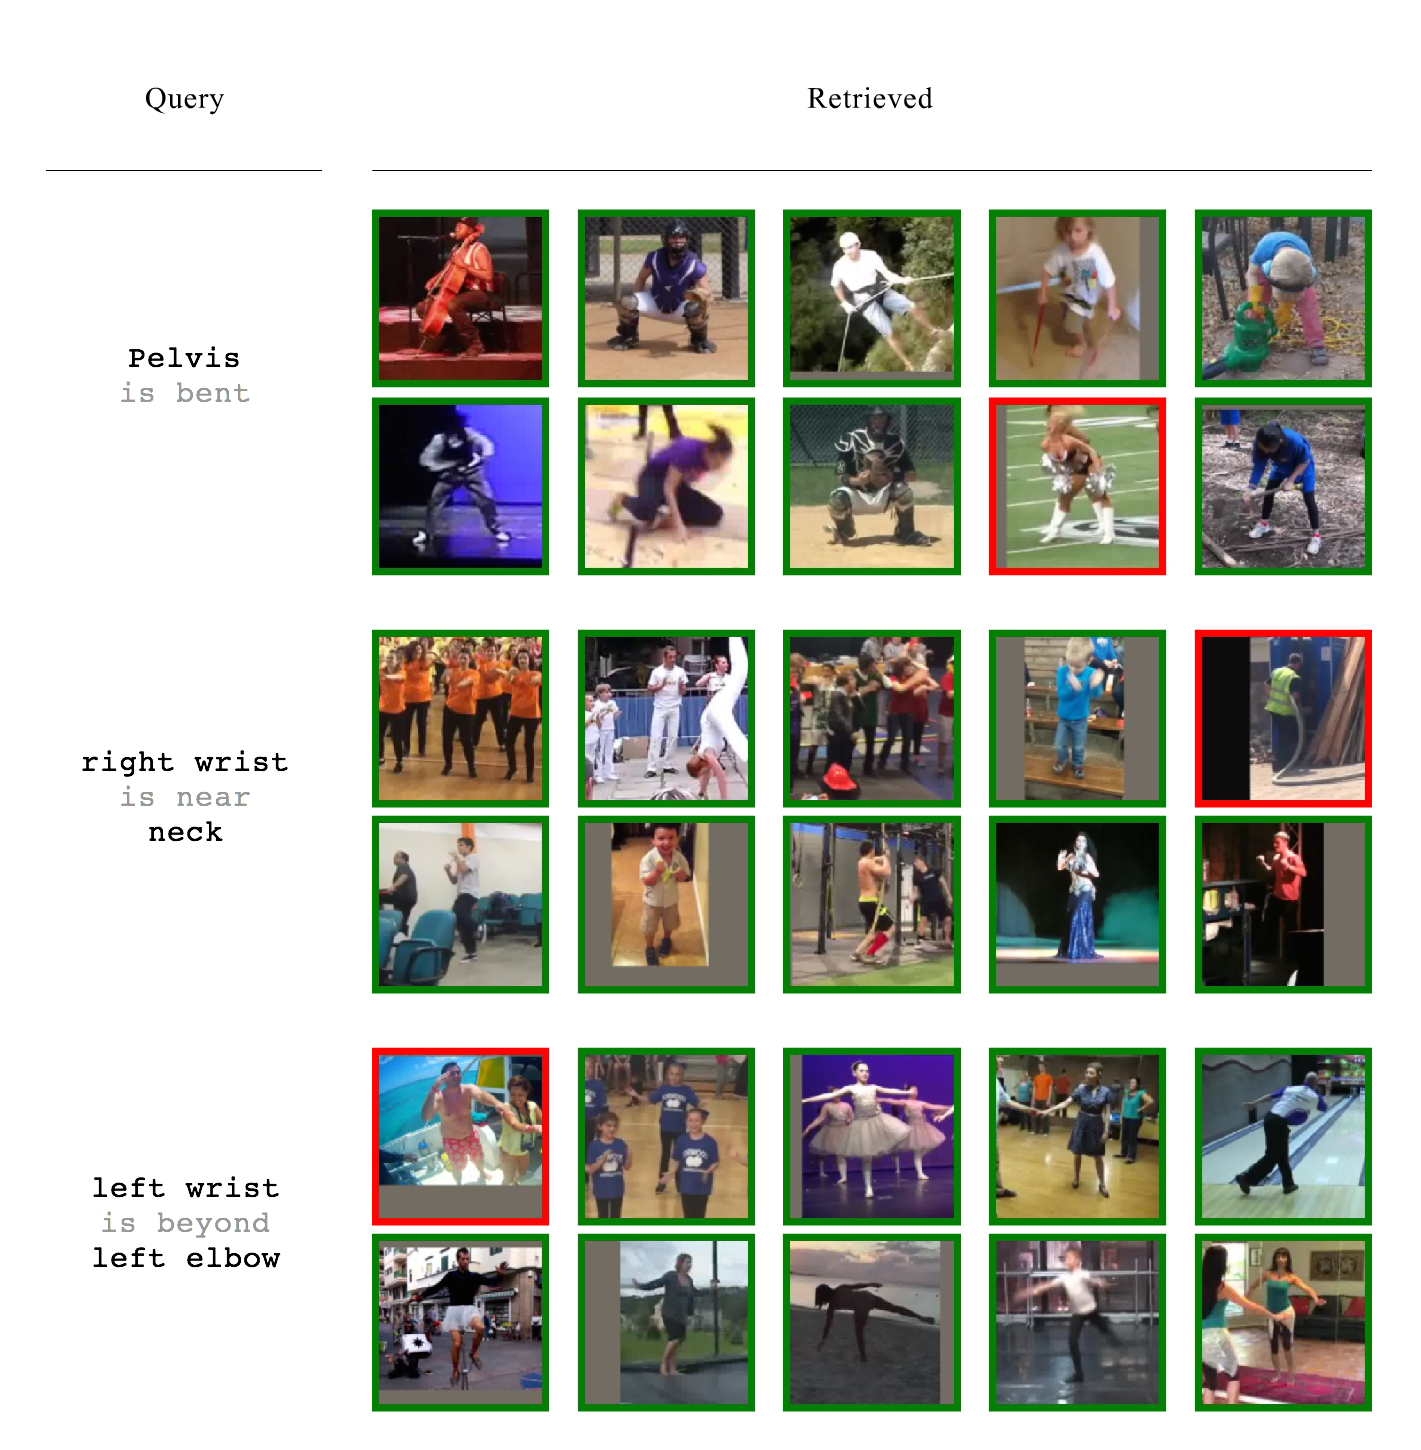 Query
Retrieved
Pelvis
is bent
right wrist
is near
neck
left wrist
is beyond
left elbow